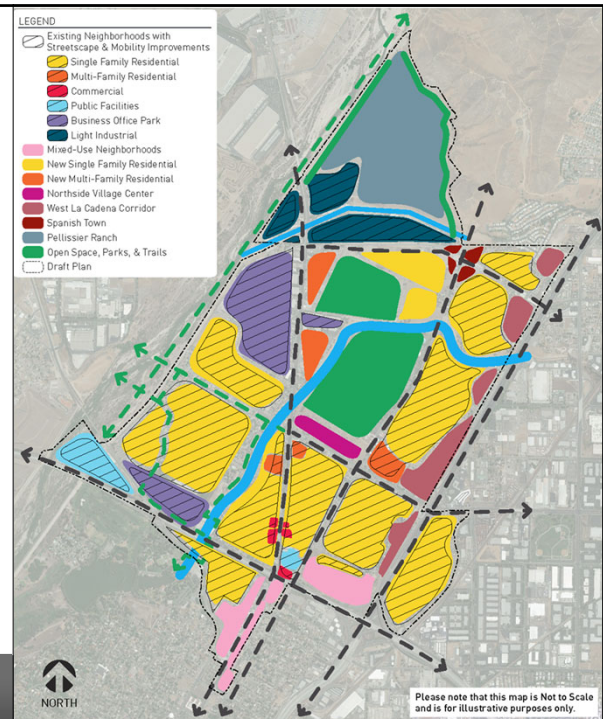 LEGEND
Existing Neighborhoods with
Streetscape & Mobility Improvements
Single Family Residential
Multi-Family Residential
Commercial
Public Facilities
Business Office Park
Light Industrial
Mixed-Use Neighborhoods
New Single Family Residential
New Multi-Family Residential
Northside Village Center
West La Cadena Corridor
Spanish Town
Pellissier Ranch
Open Space, Parks, & Trails
Draft Plan
NORTH
Please note that this map is Not to Scale
and is for illustrative purposes only.